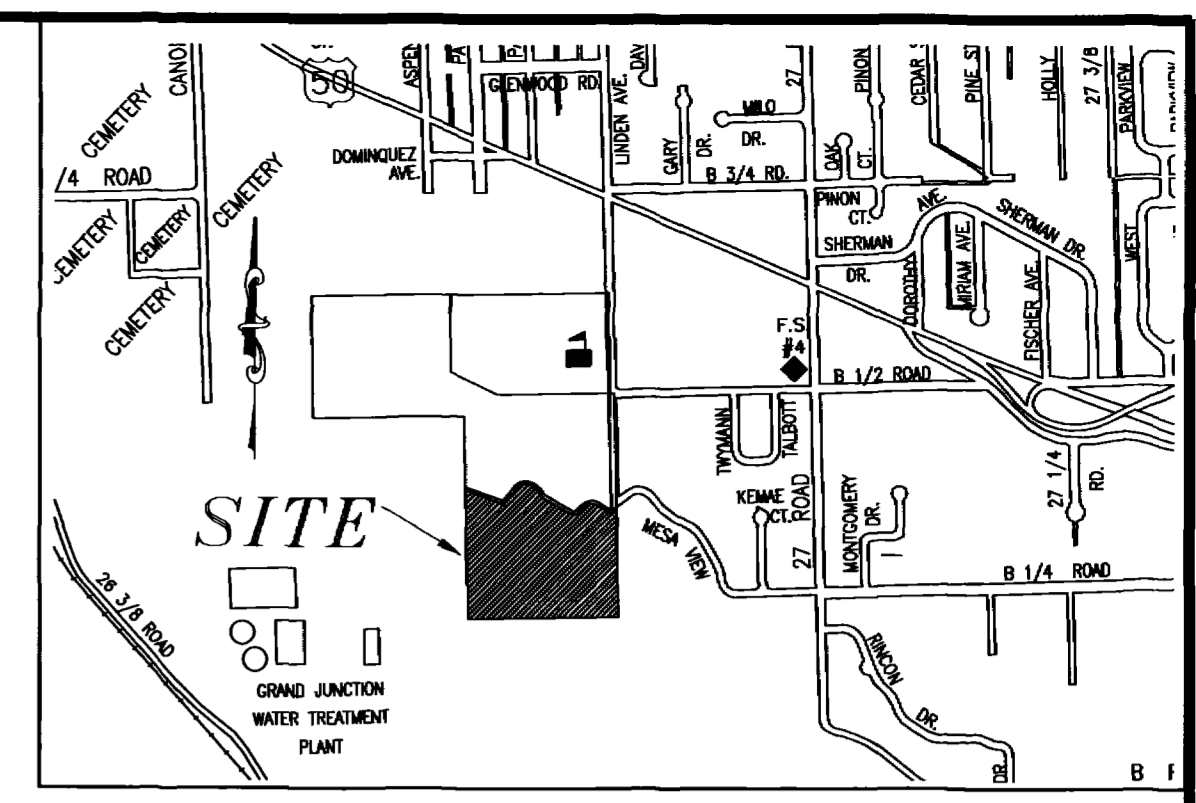 50
CEMETERY
CANO
ASPEN
PA
PA
GLENWOOD RD.
LINDEN AVE.
DAV
GARY
DR.
MILO
DR.
27
OAK
CT.
PINON
CEDAR S
PINE ST
HOLLY
27 3/8
PARKVIEW
/4 ROAD
DOMINQUEZ
AVE.
B 3/4 RD.
PINON
CT.
CEMETERY
CEMETERY
CEMETERY
CEMETERY
SHERMAN
DR.
AVE.
SHERMAN DR.
DOROTHY
MIRIAM AVE.
FISCHER AVE.
WEST
F.S
#4
B 1/2 ROAD
TWYMANN
TALBOTT
SITE
MESA VIEW
KEMAE
CT.
27 ROAD
MONTGOMERY
DR.
27 1/4
RD.
B 1/4 ROAD
26 3/8 ROAD
GRAND JUNCTION
WATER TREATMENT
PLANT
RINCON
DR.
DR.
B